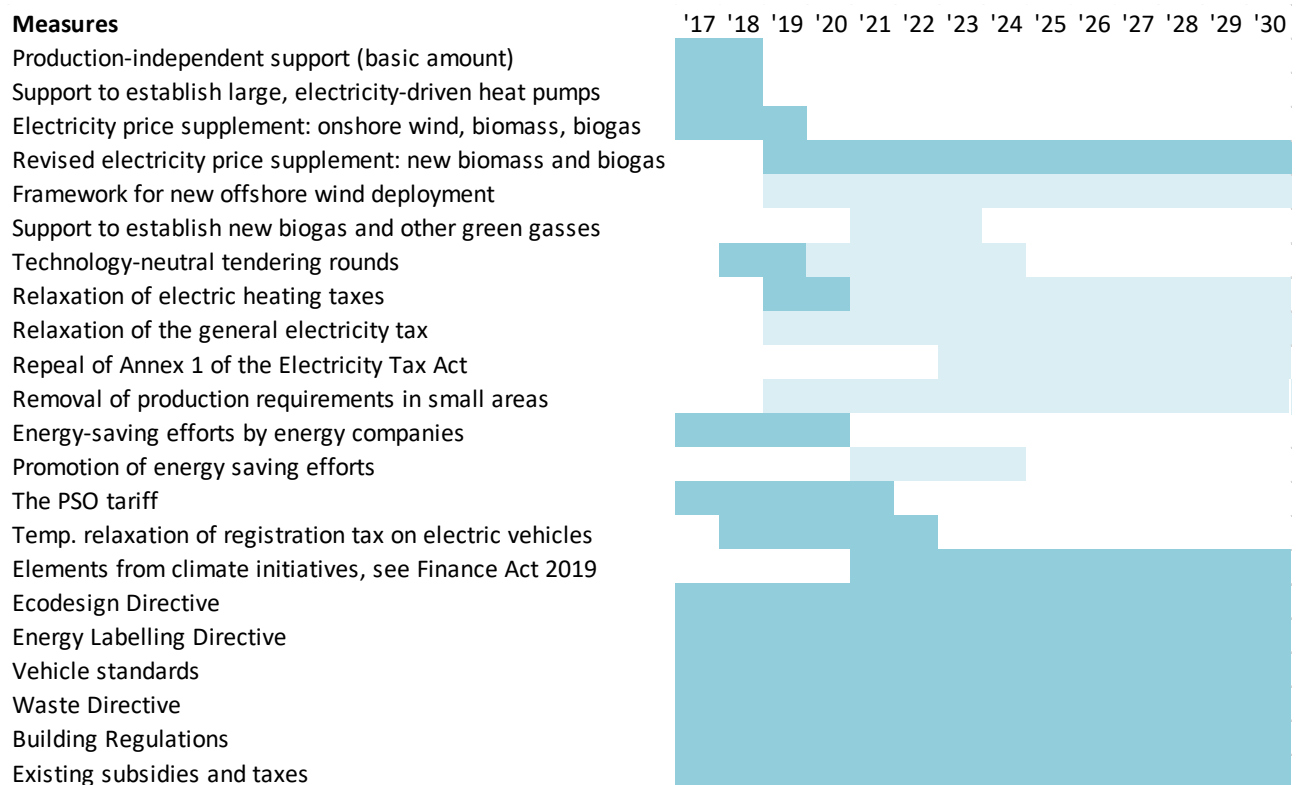 Measures '17 '18 '19 '20 '21 '22 '23 '24 '25 '26 '27 '28 '29 '30
Production-independent support (basic amount)
Support to establish large, electricity-driven heat pumps
Electricity price supplement: onshore wind, biomass, biogas
Revised electricity price supplement: new biomass and biogas
Framework for new offshore wind deployment
Support to establish new biogas and other green gasses
Technology-neutral tendering rounds
Relaxation of electric heating taxes
Relaxation of the general electricity tax
Repeal of Annex 1 of the Electricity Tax Act
Removal of production requirements in small areas
Energy-saving efforts by energy companies
Promotion of energy saving efforts
The PSO tariff
Temp. relaxation of registration tax on electric vehicles
Elements from climate initiatives, see Finance Act 2019
Ecodesign Directive
Energy Labelling Directive
Vehicle standards
Waste Directive
Building Regulations
Existing subsidies and taxes